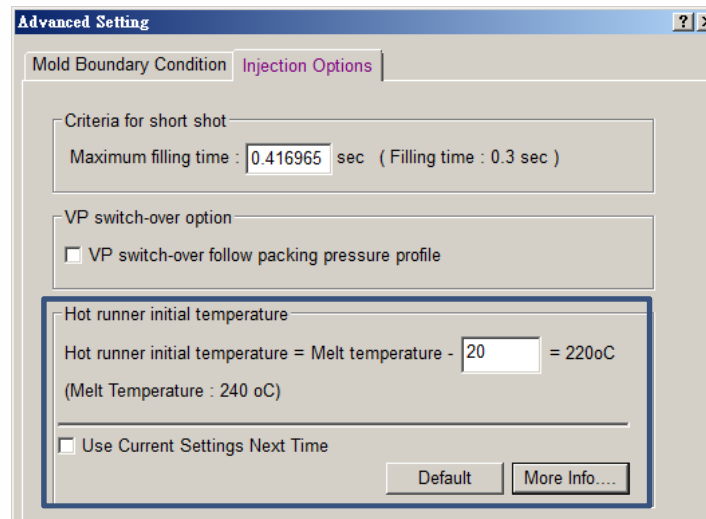 Advanced Setting
Mold Boundary Condition Injection Options
Criteria for short shot
Maximum filling time : 0.416965 sec ( Filling time : 0.3 sec )
VP switch-over option
VP switch-over follow packing pressure profile
Hot runner initial temperature
Hot runner initial temperature = Melt temperature - 20 = 220oC
(Melt Temperature : 240 oC)
Use Current Settings Next Time
Default More Info....